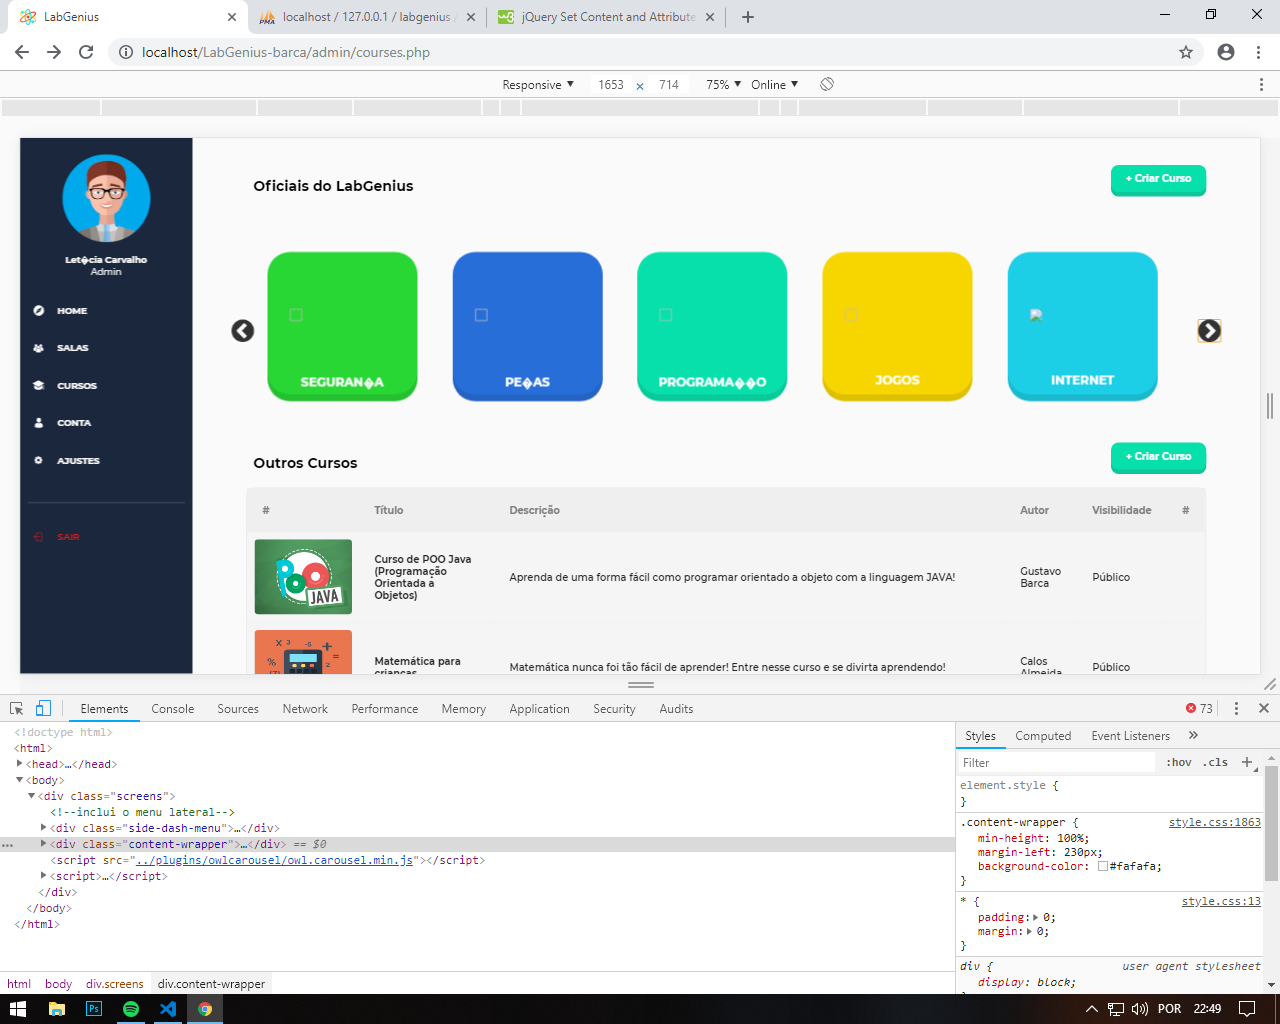 LabGenius
localhost / 127.0.0.1 / labgenius /
jQuery Set Content and Attribute
localhost/LabGenius-barca/admin/courses.php
Responsive 1653 × 714 75% Online
Let�cia Carvalho
Admin
HOME
SALAS
CURSOS
CONTA
AJUSTES
SAIR
Oficiais do LabGenius
+ Criar Curso
SEGURAN�A
PE�AS
PROGRAMA��O
JOGOS
INTERNET
Outros Cursos
+ Criar Curso
# Título Descrição Autor Visibilidade #
POO JAVA
Curso de POO Java
(Programação
Orientada a
Objetos)
Aprenda de uma forma fácil como programar orientado a objeto com a linguagem JAVA!
Gustavo
Barca
Público
Matemática para
crianças
Matemática nunca foi tão fácil de aprender! Entre nesse curso e se divirta aprendendo!
Calos
Almeida
Público
Elements Console Sources Network Performance Memory Application Security Audits 73
<!doctype html>
<html>
<head>…</head>
<body>
<div class="screens">
<!--inclui o menu lateral-->
<div class="side-dash-menu">…</div>
<div class="content-wrapper">…</div> == $0
<script src="../plugins/owlcarousel/owl.carousel.min.js"></script>
<script>…</script>
</div>
</body>
</html>
html body div.screens div.content-wrapper
Styles Computed Event Listeners »
Filter :hov .cls +
element.style {
}
.content-wrapper { style.css:1863
min-height: 100%;
margin-left: 230px;
background-color: #fafafa;
}
* { style.css:13
padding: 0;
margin: 0;
}
div { user agent stylesheet
display: block;
POR 22:49